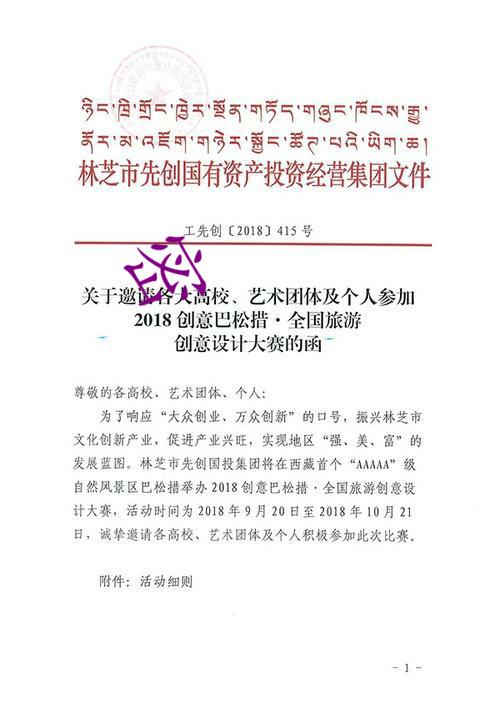 ཉིང་ཁྲི་གྲོང་ཁྱེར་སྔོན་གཏོད་གཞུང་ཁོངས་རྒྱུ་
ནོར་མ་འཇོག་གཉེར་སྐྱོང་ཚོགས་པའི་ཡིག་ཆ།
林芝市先创国有资产投资经营集团文件
工先创〔2018〕415 号
关于邀请各大高校、艺术团体及个人参加
2018 创意巴松措·全国旅游
创意设计大赛的函
尊敬的各高校、艺术团体、个人：
为了响应“大众创业、万众创新”的口号，振兴林芝市
文化创新产业，促进产业兴旺，实现地区“强、美、富”的
发展蓝图。林芝市先创国投集团将在西藏首个“AAAAA”级
自然风景区巴松措举办 2018 创意巴松措·全国旅游创意设
计大赛，活动时间为 2018 年 9 月 20 日至 2018 年 10 月 21
日，诚挚邀请各高校、艺术团体及个人积极参加此次比赛。
附件：活动细则
- 1 -